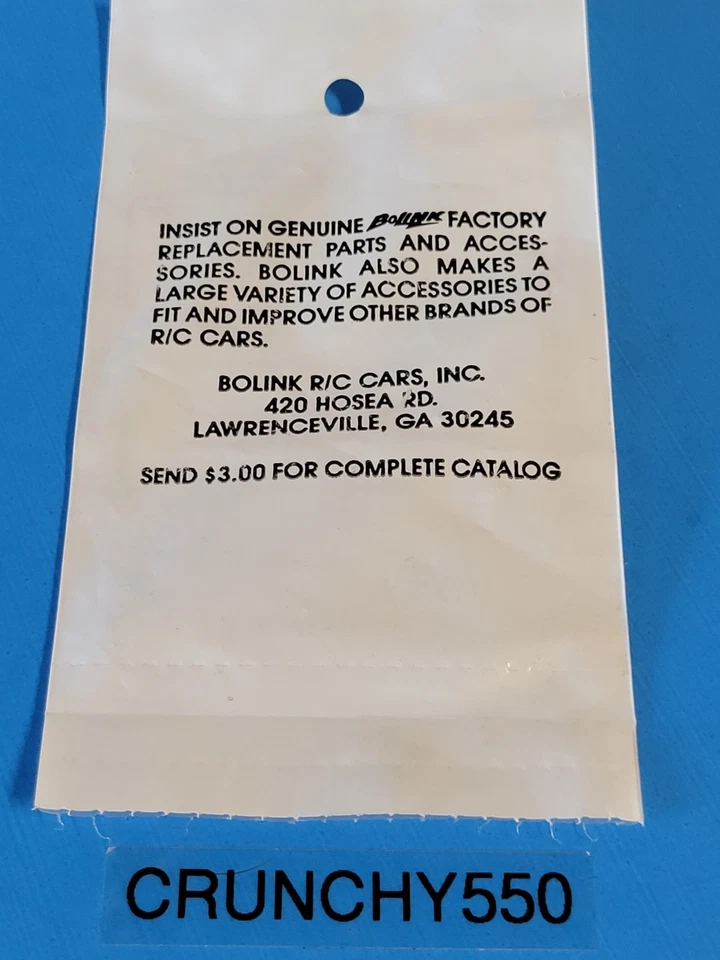 INSIST ON GENUINE BOLINK FACTORY
REPLACEMENT PARTS AND ACCES-
SORIES. BOLINK ALSO MAKES A
LARGE VARIETY OF ACCESSORIES TO
FIT AND IMPROVE OTHER BRANDS OF
R/C CARS.
BOLINK R/C CARS, INC.
420 HOSEA RD.
LAWRENCEVILLE, GA 30245
SEND $3.00 FOR COMPLETE CATALOG
CRUNCHY550